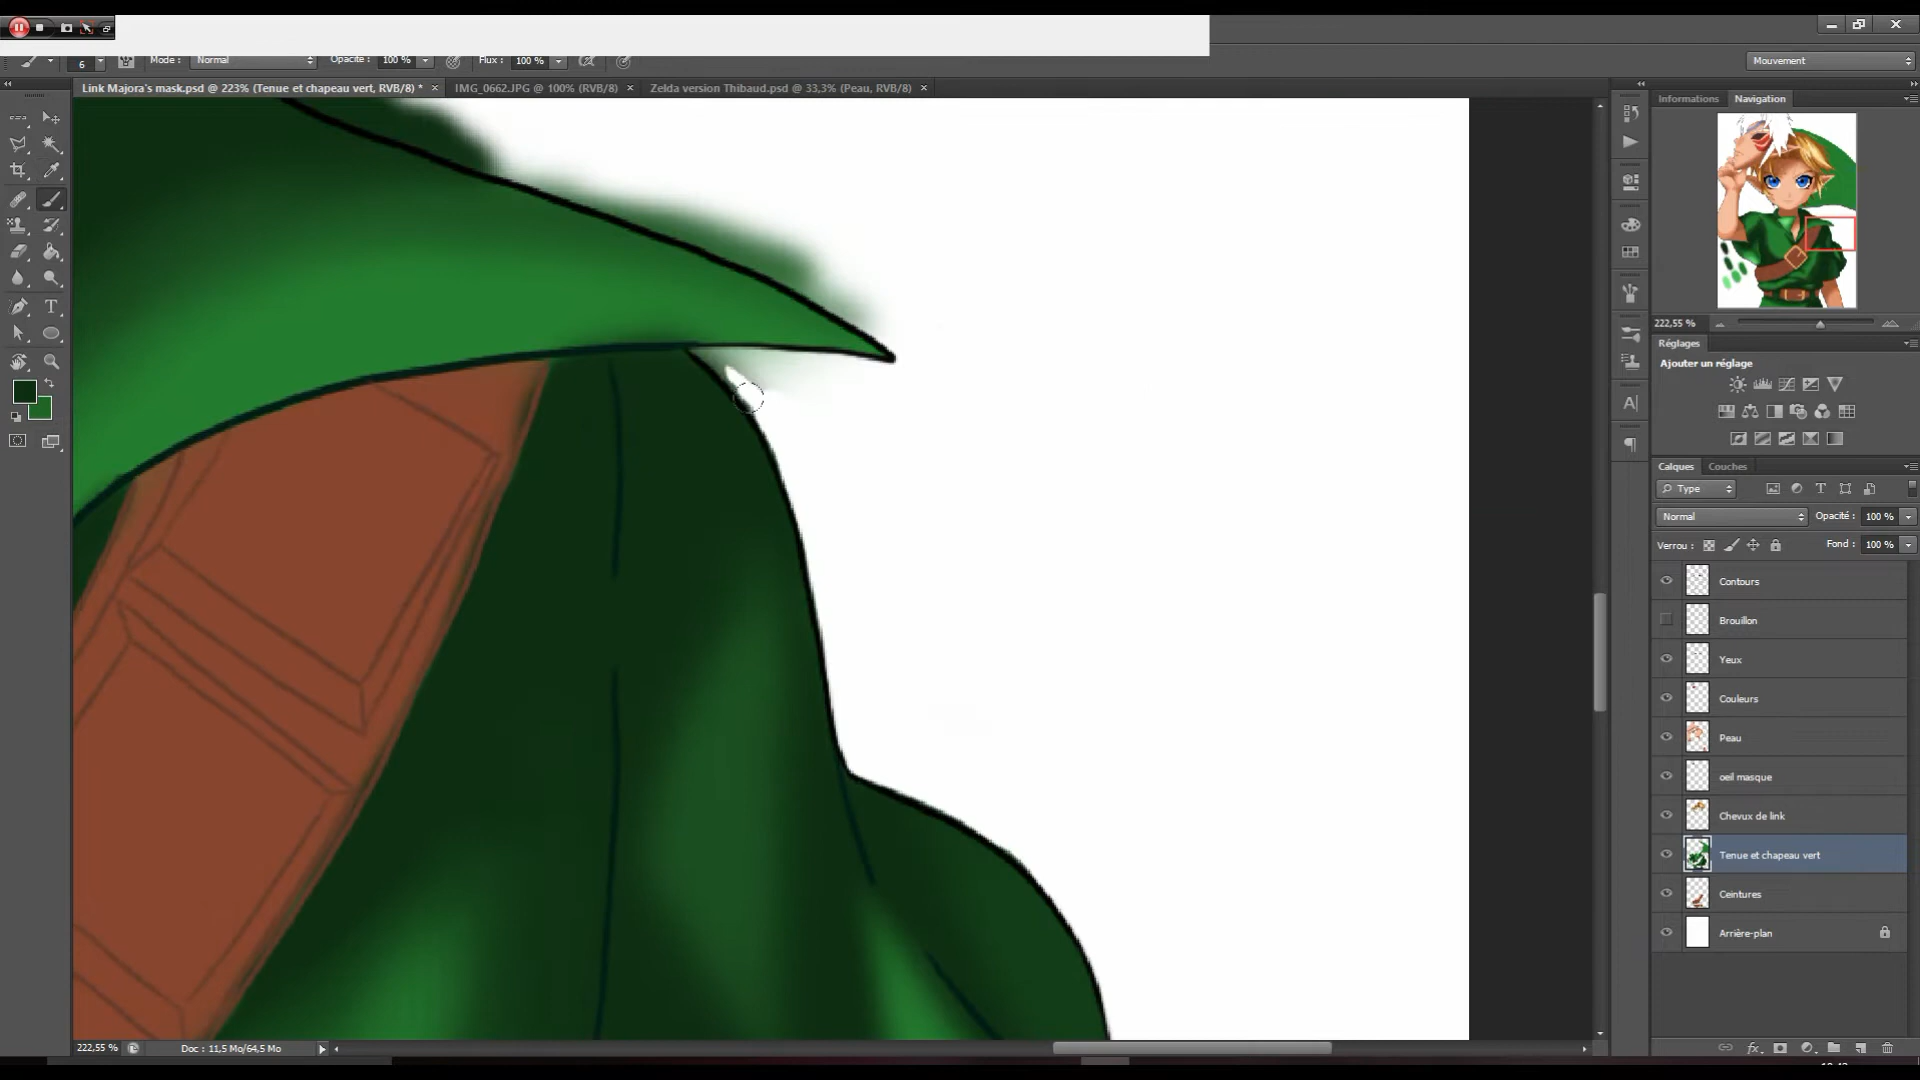 6 Mode : Normal Opacité : 100 % Flux : 100 % Mouvement
Link Majora's mask.psd @ 223% (Tenue et chapeau vert, RVB/8) * × IMG_0662.JPG @ 100% (RVB/8) × Zelda version Thibaud.psd @ 33,3% (Peau, RVB/8) ×
Informations Navigation
222,55 %
Réglages
Ajouter un réglage
Calques Couches
Type
Normal Opacité : 100 %
Verrou : Fond : 100 %
Contours
Brouillon
Yeux
Couleurs
Peau
oeil masque
Chevux de link
Tenue et chapeau vert
Ceintures
Arrière-plan
222,55 % Doc : 11,5 Mo/64,5 Mo